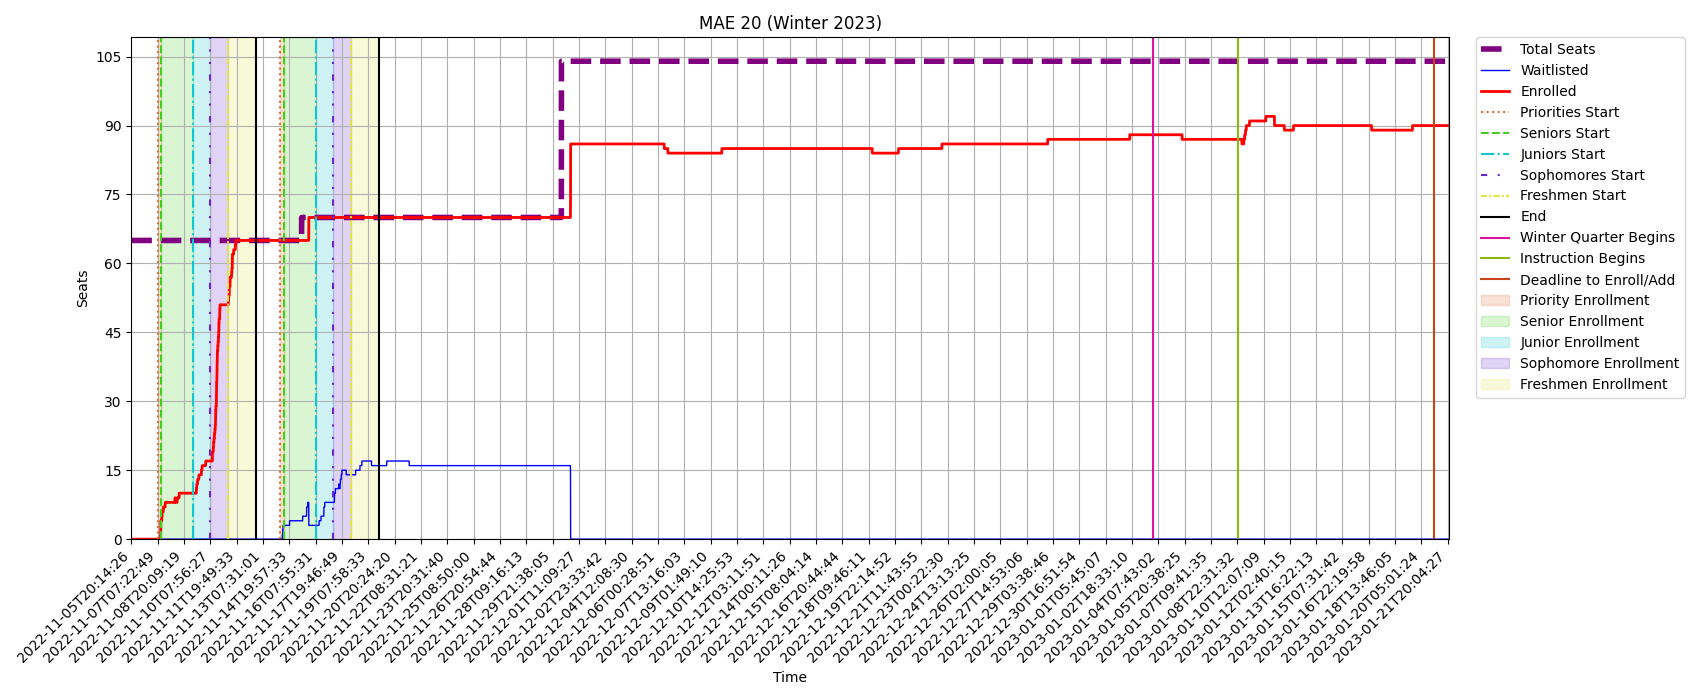 MAE 20 (Winter 2023)
Seats
105
90
75
60
45
30
15
0
2022-11-05T20:14:26
2022-11-07T07:22:49
2022-11-08T20:09:19
2022-11-10T07:56:27
2022-11-11T19:49:33
2022-11-13T07:31:01
2022-11-14T19:57:33
2022-11-16T07:55:31
2022-11-17T19:46:49
2022-11-19T07:58:33
2022-11-20T20:24:20
2022-11-22T08:31:21
2022-11-23T20:31:40
2022-11-25T08:50:00
2022-11-26T20:54:44
2022-11-28T09:16:13
2022-11-29T21:38:05
2022-12-01T11:09:27
2022-12-02T23:33:42
2022-12-04T12:08:30
2022-12-06T00:28:51
2022-12-07T13:16:03
2022-12-09T01:49:10
2022-12-10T14:25:53
2022-12-12T03:11:51
2022-12-14T00:11:26
2022-12-15T08:04:14
2022-12-16T20:44:44
2022-12-18T09:46:11
2022-12-19T22:14:52
2022-12-21T11:43:55
2022-12-23T00:22:30
2022-12-24T13:13:25
2022-12-26T02:00:05
2022-12-27T14:53:06
2022-12-29T03:38:46
2022-12-30T16:51:54
2023-01-01T05:45:07
2023-01-02T18:33:10
2023-01-04T07:43:02
2023-01-05T20:38:25
2023-01-07T09:41:35
2023-01-08T22:31:32
2023-01-10T12:07:09
2023-01-12T02:40:15
2023-01-13T16:22:13
2023-01-15T07:31:42
2023-01-16T22:19:58
2023-01-18T13:46:05
2023-01-20T05:01:24
2023-01-21T20:04:27
Time
Total Seats
Waitlisted
Enrolled
Priorities Start
Seniors Start
Juniors Start
Sophomores Start
Freshmen Start
End
Winter Quarter Begins
Instruction Begins
Deadline to Enroll/Add
Priority Enrollment
Senior Enrollment
Junior Enrollment
Sophomore Enrollment
Freshmen Enrollment